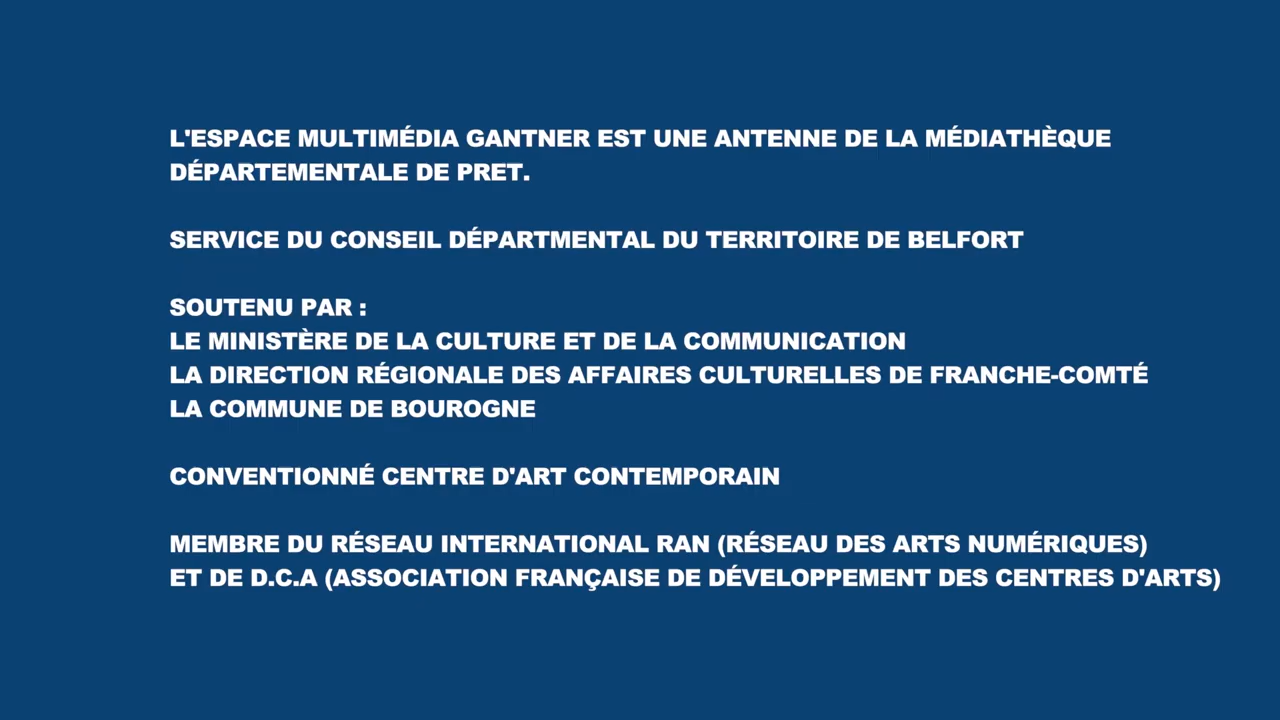 L'ESPACE MULTIMÉDIA GANTNER EST UNE ANTENNE DE LA MÉDIATHÈQUE
DÉPARTEMENTALE DE PRET.
SERVICE DU CONSEIL DÉPARTMENTAL DU TERRITOIRE DE BELFORT
SOUTENU PAR :
LE MINISTÈRE DE LA CULTURE ET DE LA COMMUNICATION
LA DIRECTION RÉGIONALE DES AFFAIRES CULTURELLES DE FRANCHE-COMTÉ
LA COMMUNE DE BOUROGNE
CONVENTIONNÉ CENTRE D'ART CONTEMPORAIN
MEMBRE DU RÉSEAU INTERNATIONAL RAN (RÉSEAU DES ARTS NUMÉRIQUES)
ET DE D.C.A (ASSOCIATION FRANÇAISE DE DÉVELOPPEMENT DES CENTRES D'ARTS)